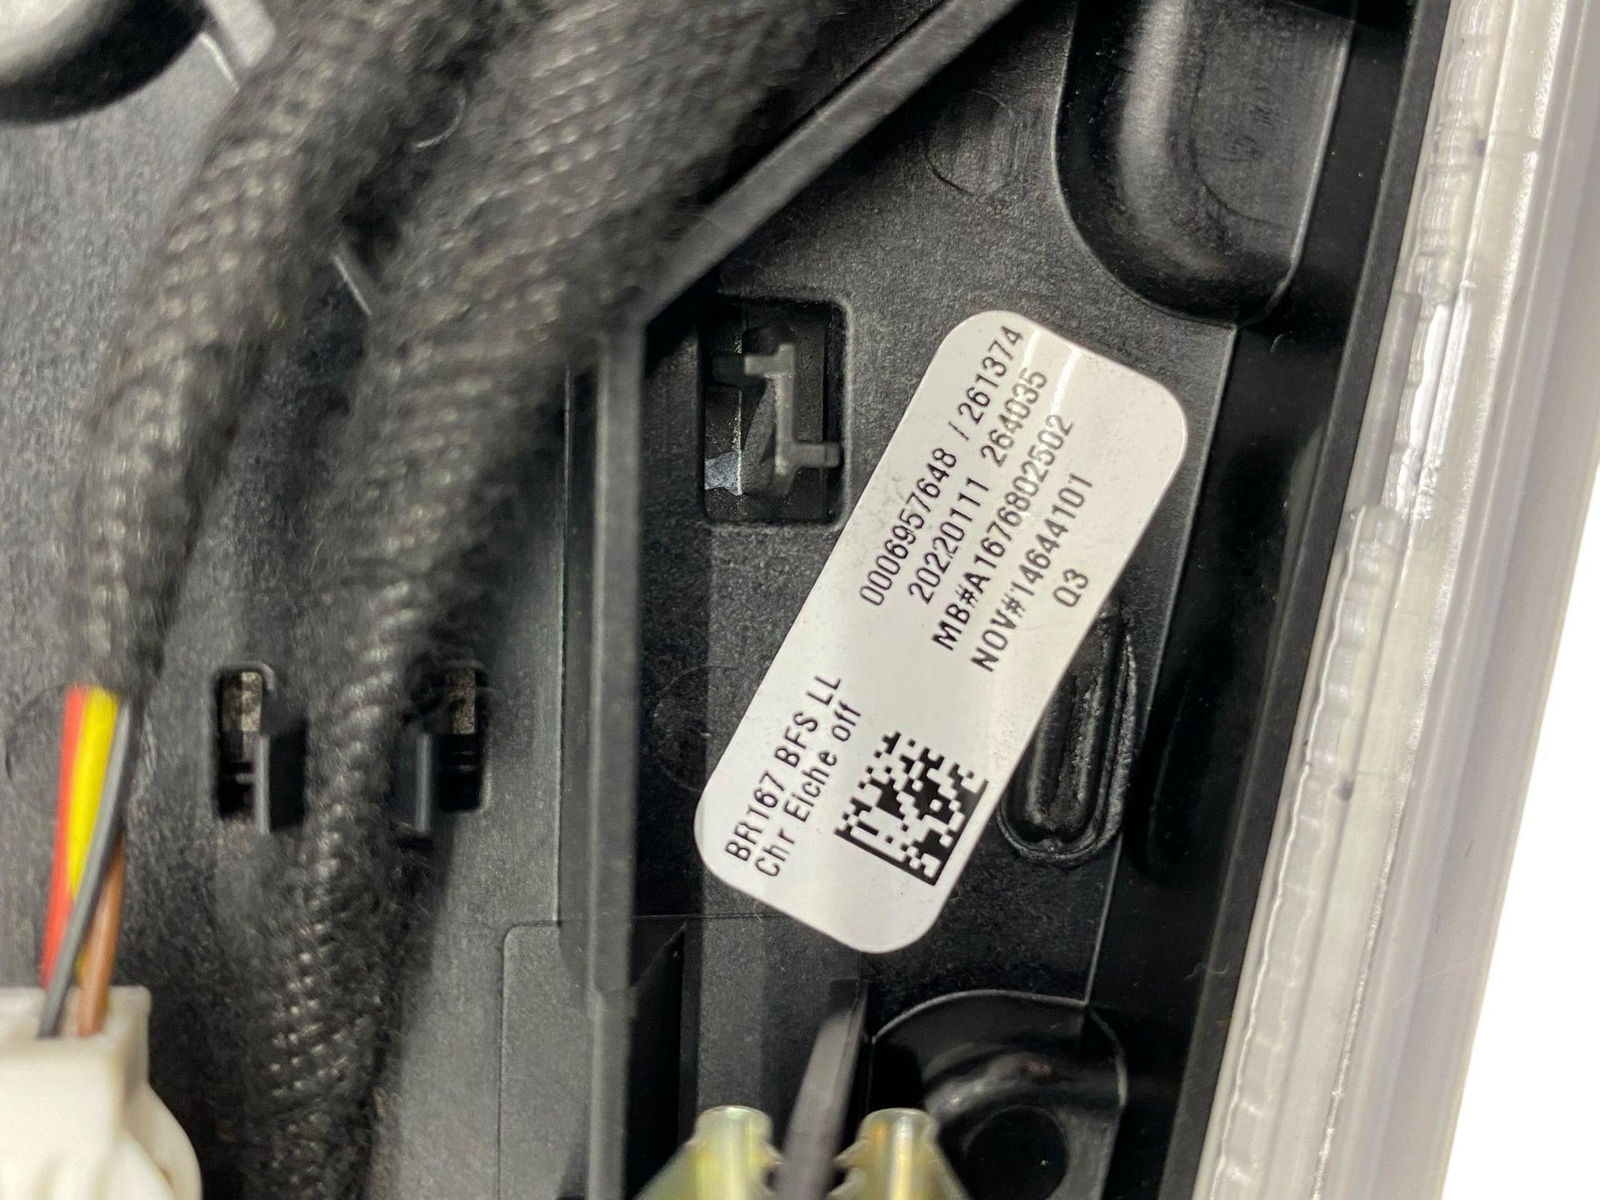 0006957648 / 261374
20220111 264035
MB#A1676802502
NOV#14644101
Q3
BR167 BFS LL
Chr Eiche off